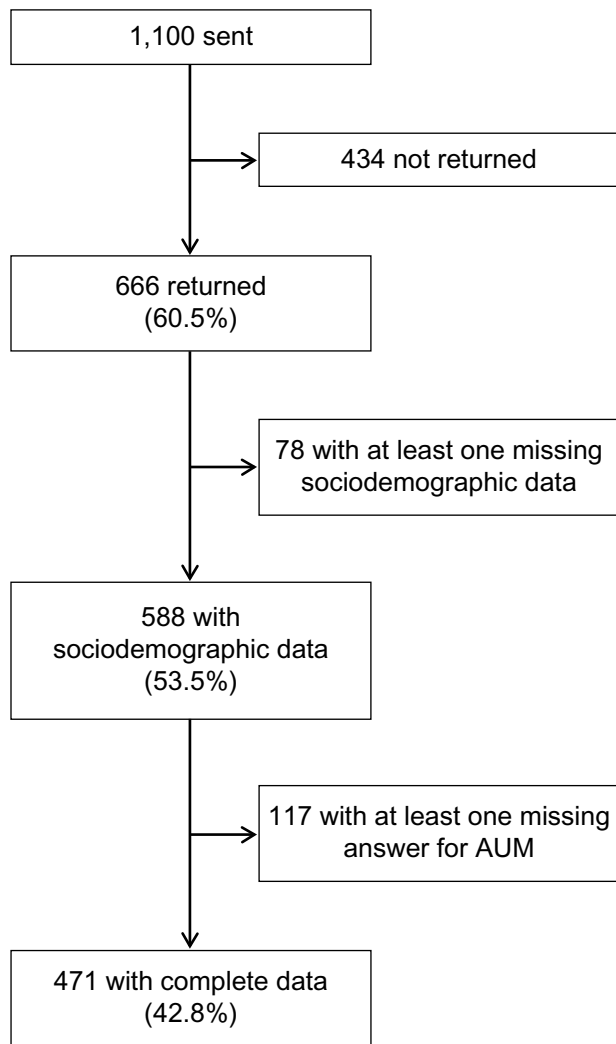 1,100 sent
434 not returned
666 returned
(60.5%)
78 with at least one missing
sociodemographic data
588 with
sociodemographic data
(53.5%)
117 with at least one missing
answer for AUM
471 with complete data
(42.8%)